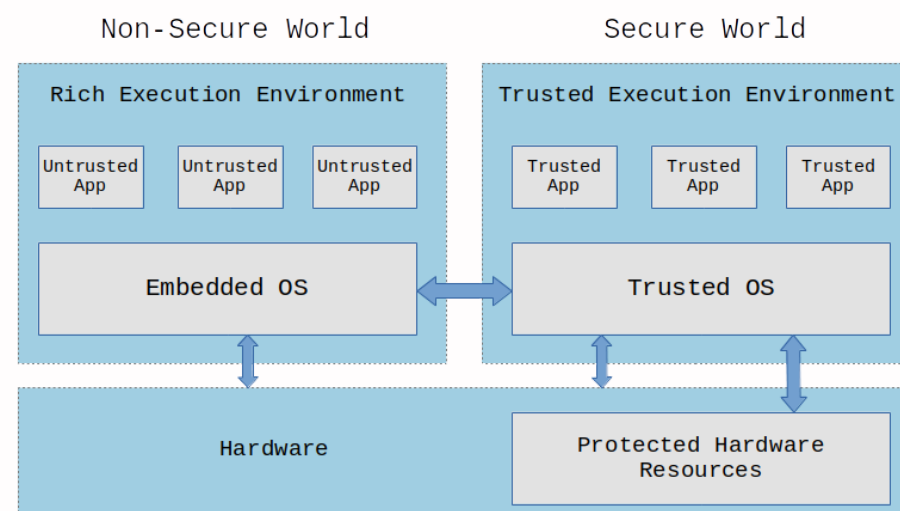 Non-Secure World
Secure World
Rich Execution Environment
Trusted Execution Environment
Untrusted
App
Untrusted
App
Untrusted
App
Trusted
App
Trusted
App
Trusted
App
Embedded OS
Trusted OS
Hardware
Protected Hardware
Resources